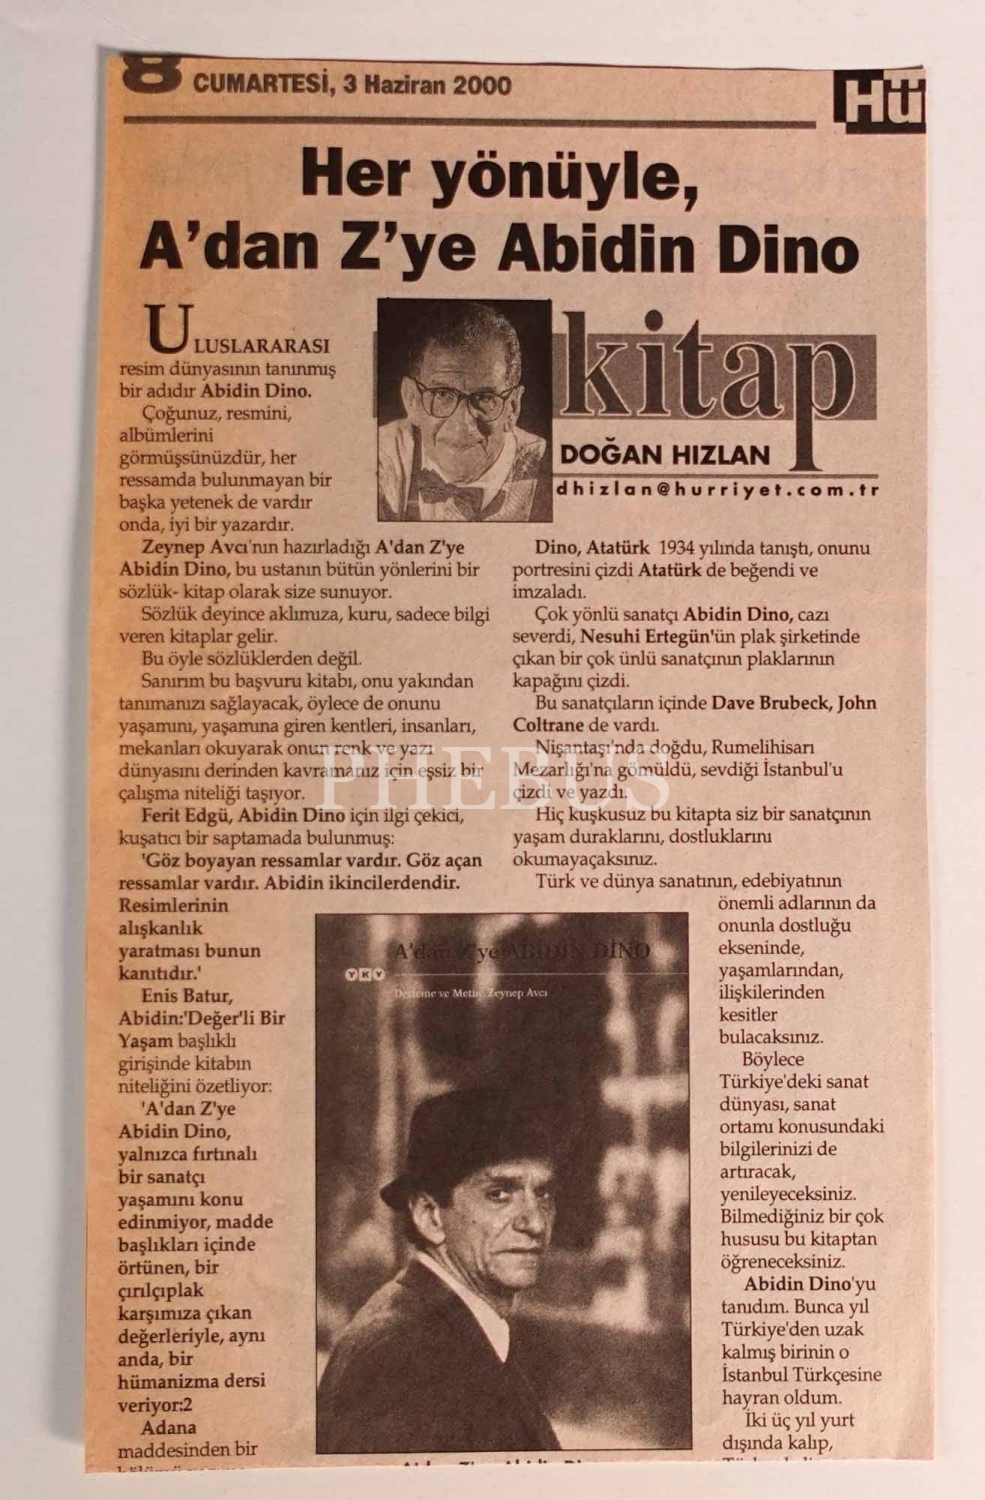 8 CUMARTESİ, 3 Haziran 2000
Hü
Her yönüyle,
A'dan Z'ye Abidin Dino
kitap
DOĞAN HIZLAN
dhizlan@hurriyet.com.tr
ULUSLARARASI
resim dünyasının tanınmış
bir adıdır Abidin Dino.
Çoğunuz, resmini,
albümlerini
görmüşsünüzdür, her
ressamda bulunmayan bir
başka yetenek de vardır
onda, iyi bir yazardır.
Zeynep Avcı'nın hazırladığı A'dan Z'ye
Abidin Dino, bu ustanın bütün yönlerini bir
sözlük- kitap olarak size sunuyor.
Sözlük deyince aklımıza, kuru, sadece bilgi
veren kitaplar gelir.
Bu öyle sözlüklerden değil.
Sanırım bu başvuru kitabı, onu yakından
tanımanızı sağlayacak, öylece de onunu
yaşamını, yaşamına giren kentleri, insanları,
mekanları okuyarak onun renk ve yazı
dünyasını derinden kavramanız için eşsiz bir
çalışma niteliği taşıyor.
Ferit Edgü, Abidin Dino için ilgi çekici,
kuşatıcı bir saptamada bulunmuş:
'Göz boyayan ressamlar vardır. Göz açan
ressamlar vardır. Abidin ikincilerdendir.
Resimlerinin
alışkanlık
yaratması bunun
kanıtıdır.'
Enis Batur,
Abidin:'Değer'li Bir
Yaşam başlıklı
girişinde kitabın
niteliğini özetliyor:
'A'dan Z'ye
Abidin Dino,
yalnızca fırtınalı
bir sanatçı
yaşamını konu
edinmiyor, madde
başlıkları içinde
örtünen, bir
çırılçıplak
karşımıza çıkan
değerleriyle, aynı
anda, bir
hümanizma dersi
veriyor:2
Adana
maddesinden bir
Dino, Atatürk 1934 yılında tanıştı, onunu
portresini çizdi Atatürk de beğendi ve
imzaladı.
Çok yönlü sanatçı Abidin Dino, cazı
severdi, Nesuhi Ertegün'ün plak şirketinde
çıkan bir çok ünlü sanatçının plaklarının
kapağını çizdi.
Bu sanatçıların içinde Dave Brubeck, John
Coltrane de vardı.
Nişantaşı'nda doğdu, Rumelihisarı
Mezarlığı'na gömüldü, sevdiği İstanbul'u
çizdi ve yazdı.
Hiç kuşkusuz bu kitapta siz bir sanatçının
yaşam duraklarını, dostluklarını
okumayaçaksınız.
Türk ve dünya sanatının, edebiyatının
önemli adlarının da
onunla dostluğu
ekseninde,
yaşamlarından,
ilişkilerinden
kesitler
bulacaksınız.
Böylece
Türkiye'deki sanat
dünyası, sanat
ortamı konusundaki
bilgilerinizi de
artıracak,
yenileyeceksiniz.
Bilmediğiniz bir çok
hususu bu kitaptan
öğreneceksiniz.
Abidin Dino'yu
tanıdım. Bunca yıl
Türkiye'den uzak
kalmış birinin o
İstanbul Türkçesine
hayran oldum.
İki üç yıl yurt
dışında kalıp,
A'dan Z'ye ABİDİN DİNO
YKY
Derleme ve Metin Zeynep Avcı
PHEBUS